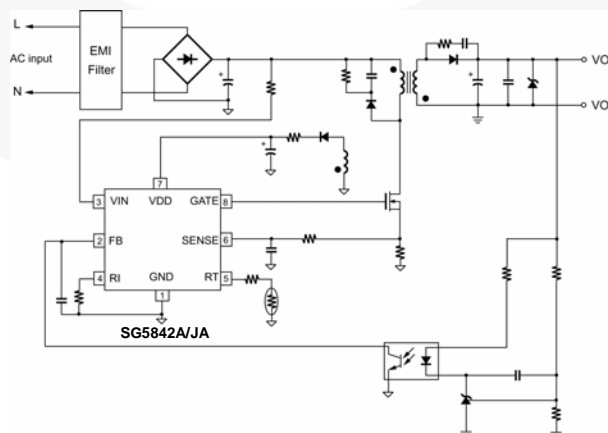 L
EMI
Filter
AC input
N
VO
VO
7
3 VIN VDD GATE 8
2 FB SENSE 6
4 RI GND RT 5
1
SG5842A/JA